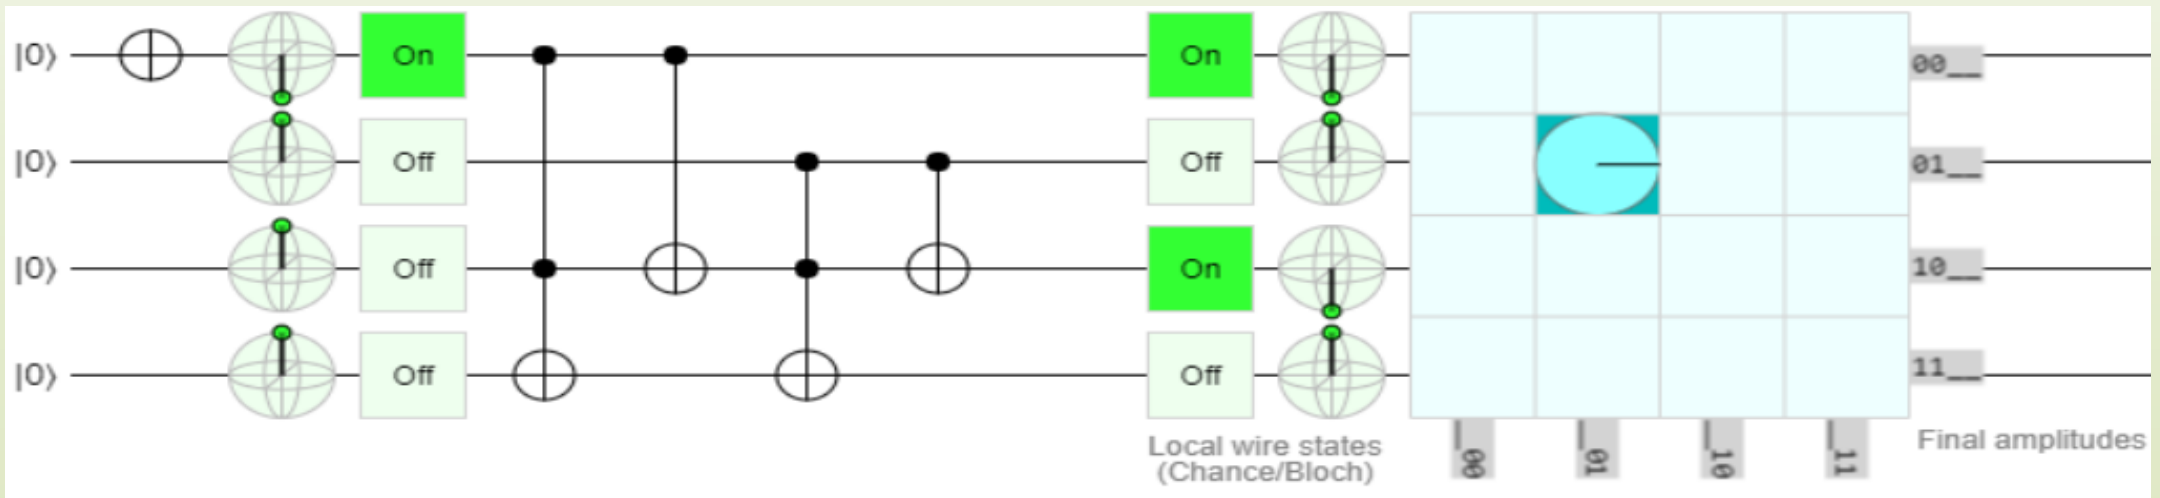 |0⟩ On On 00__
|0⟩ Off Off 01__
|0⟩ Off On 10__
|0⟩ Off Off 11__
Local wire states
(Chance/Bloch)
__00 __01 __10 __11
Final amplitudes